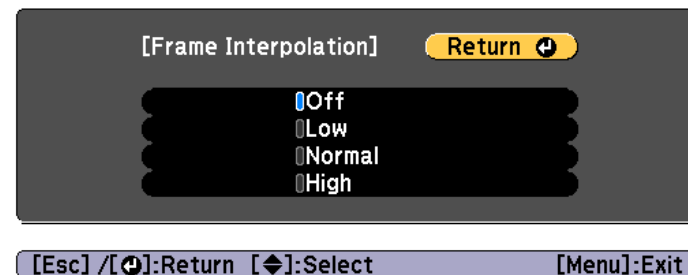 [Frame Interpolation] Return
Off
Low
Normal
High
[Esc] /[ ]:Return [ ]:Select [Menu]:Exit